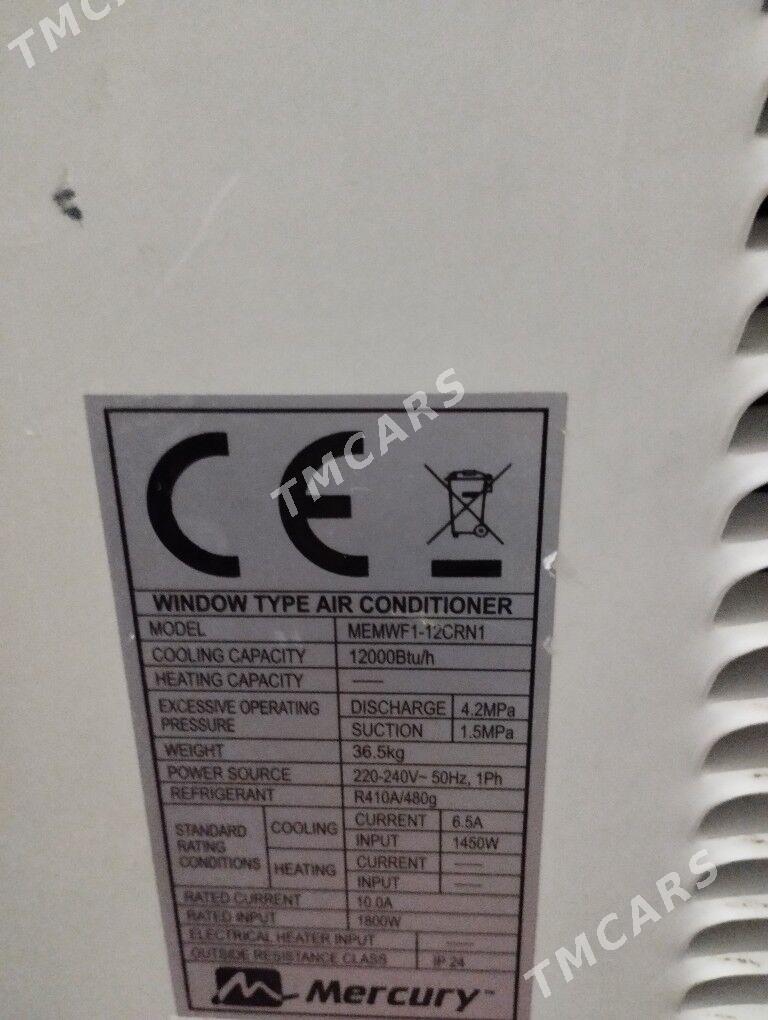 TMCARS
TMCARS
CE
WINDOW TYPE AIR CONDITIONER
MODEL MEMWF1-12CRN1
COOLING CAPACITY 12000Btu/h
HEATING CAPACITY ——
EXCESSIVE OPERATING PRESSURE DISCHARGE 4.2MPa
SUCTION 1.5MPa
WEIGHT 36.5kg
POWER SOURCE 220-240V~ 50Hz, 1Ph
REFRIGERANT R410A/480g
STANDARD RATING CONDITIONS COOLING CURRENT 6.5A
INPUT 1450W
HEATING CURRENT ——
INPUT ——
RATED CURRENT 10.0A
RATED INPUT 1800W
ELECTRICAL HEATER INPUT ——
OUTSIDE RESISTANCE CLASS IP 24
Mercury™
TMCARS